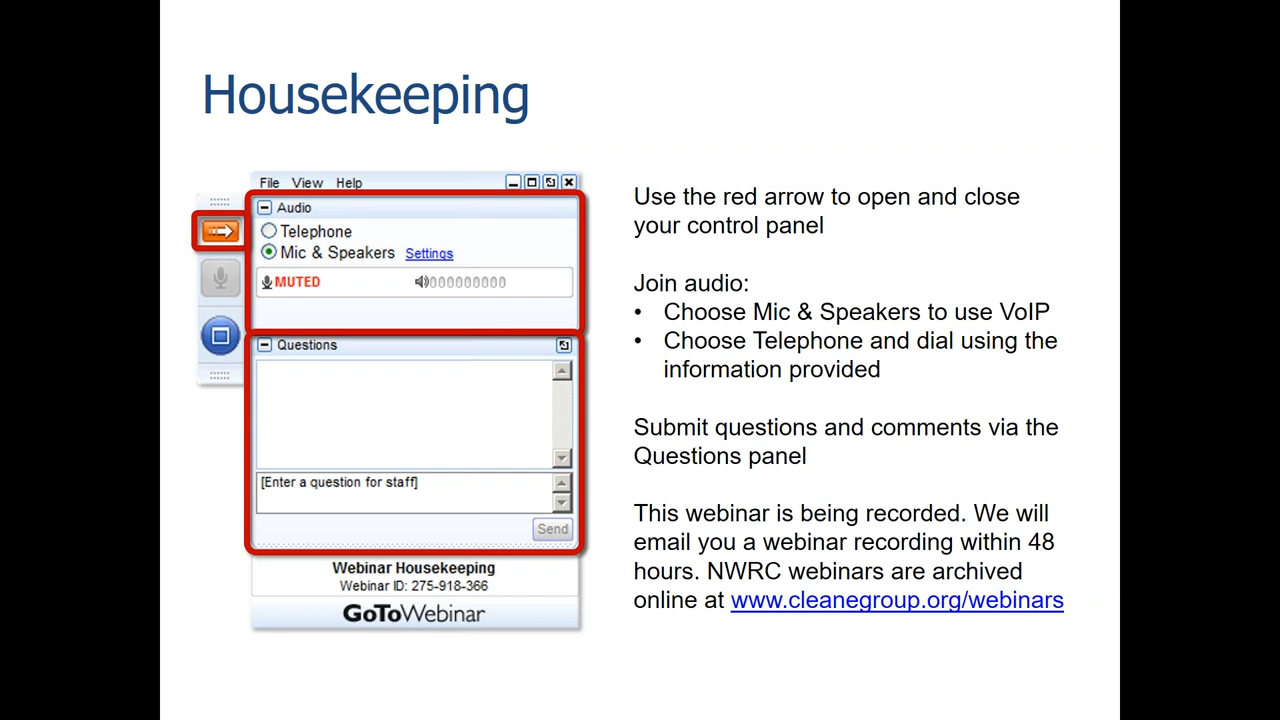 Housekeeping
File View Help
Audio
Telephone
Mic & Speakers Settings
MUTED 000000000
Questions
[Enter a question for staff]
Send
Webinar Housekeeping
Webinar ID: 275-918-366
GoToWebinar
Use the red arrow to open and close
your control panel
Join audio:
• Choose Mic & Speakers to use VoIP
• Choose Telephone and dial using the
information provided
Submit questions and comments via the
Questions panel
This webinar is being recorded. We will
email you a webinar recording within 48
hours. NWRC webinars are archived
online at www.cleanegroup.org/webinars